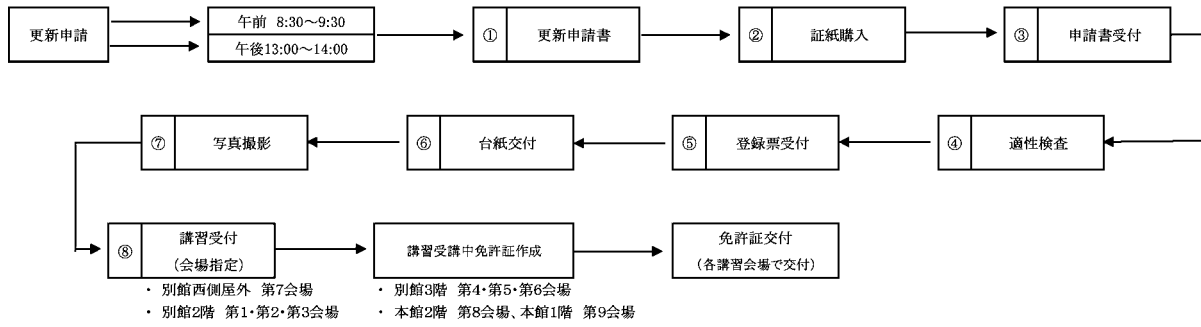 更新申請
午前 8:30～9:30
午後13:00～14:00
① 更新申請書
② 証紙購入
③ 申請書受付
④ 適性検査
⑤ 登録票受付
⑥ 台紙交付
⑦ 写真撮影
⑧ 講習受付
(会場指定)
講習受講中免許証作成
免許証交付
(各講習会場で交付)
・ 別館西側屋外 第7会場
・ 別館2階 第1・第2・第3会場
・ 別館3階 第4・第5・第6会場
・ 本館2階 第8会場、本館1階 第9会場